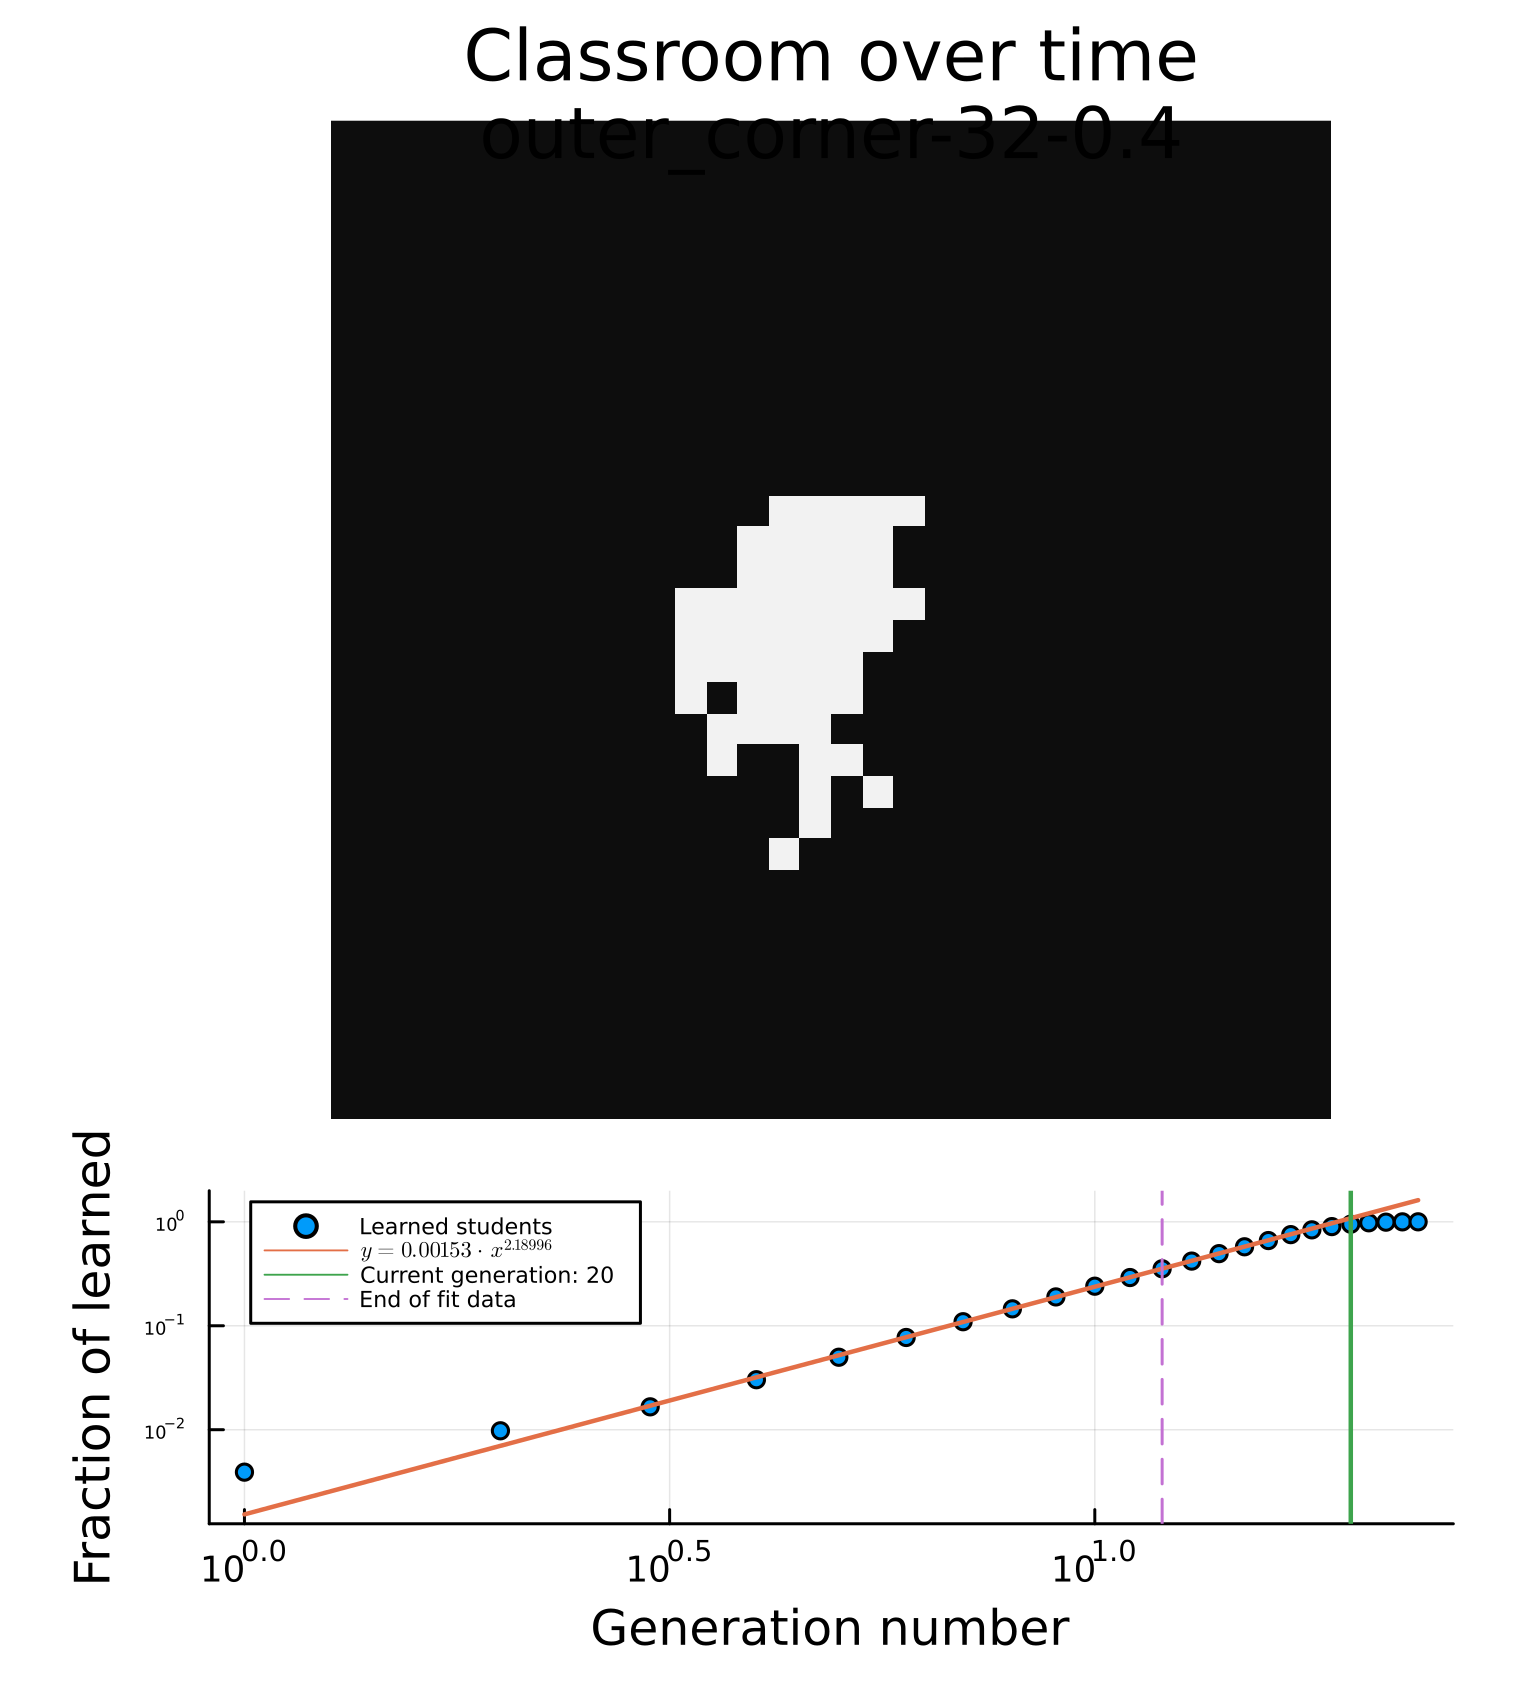 Classroom over time
outer_corner-32-0.4
Fraction of learned
10^0
10^−1
10^−2
Learned students
y = 0.00153 · x^2.18996
Current generation: 20
End of fit data
10^0.0
10^0.5
10^1.0
Generation number